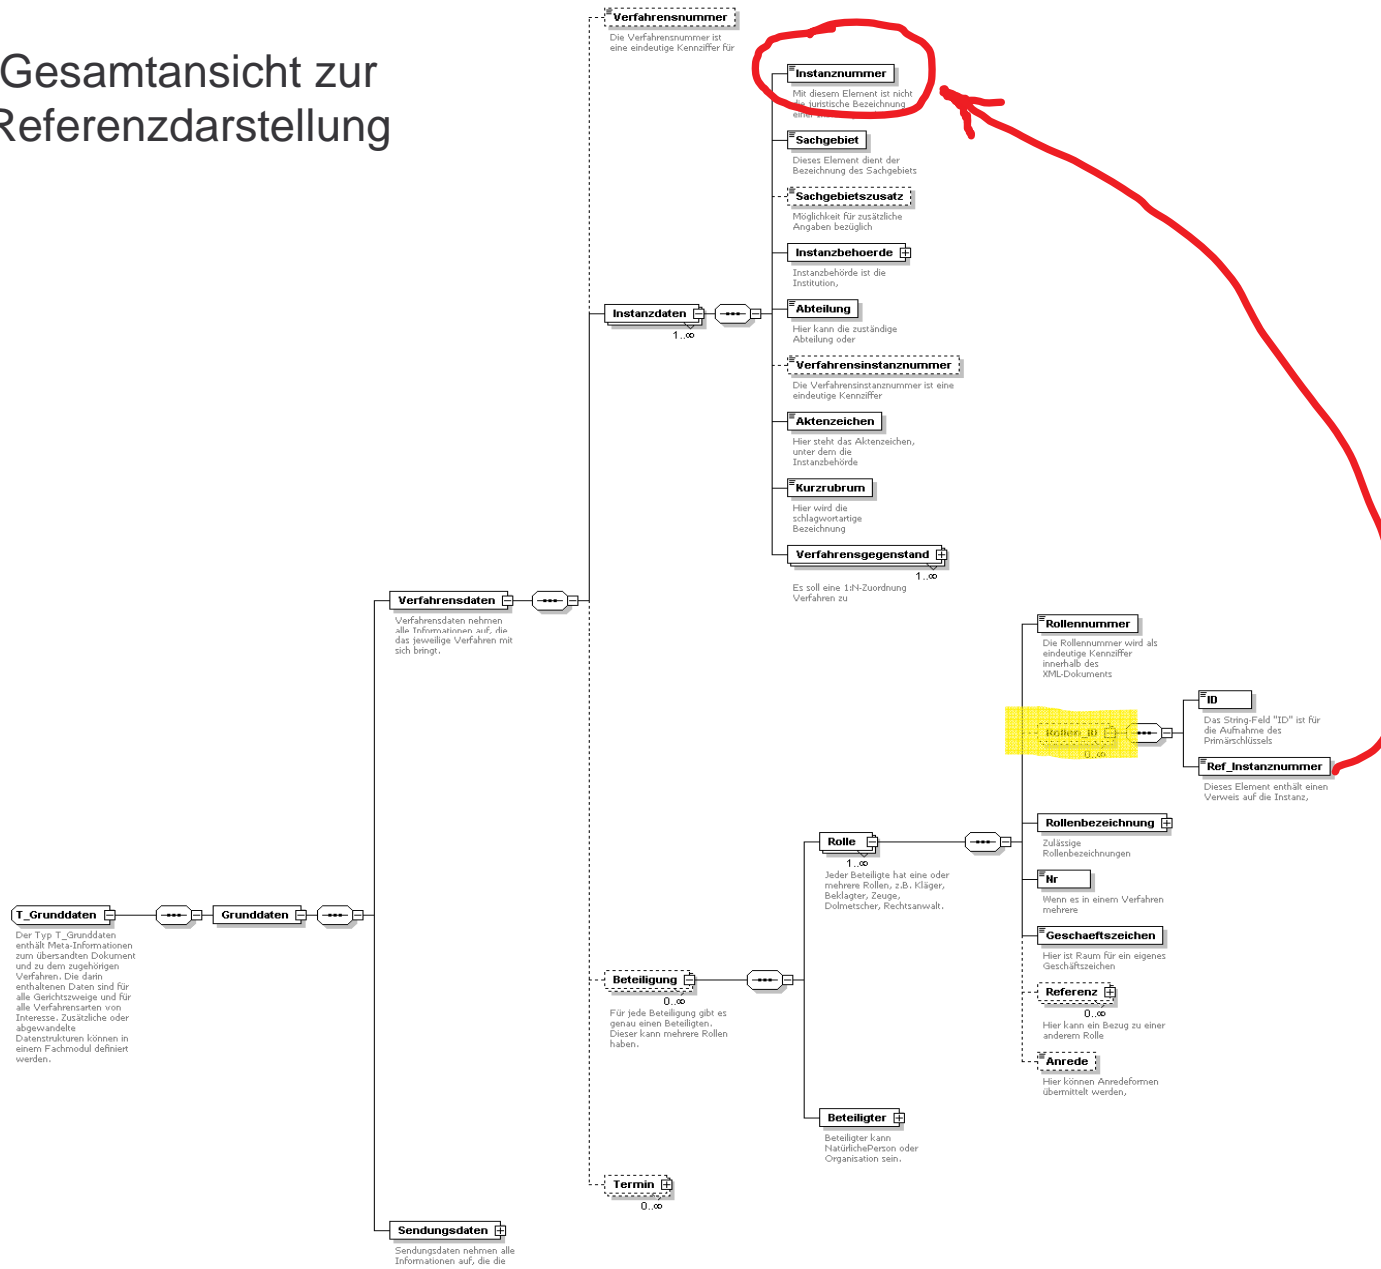 Gesamtansicht zur
Referenzdarstellung
Verfahrensnummer
Die Verfahrensnummer ist
eine eindeutige Kennziffer für
Instanznummer
Mit diesem Element ist nicht
die juristische Bezeichnung
einer
Sachgebiet
Dieses Element dient der
Bezeichnung des Sachgebiets
Sachgebietszusatz
Möglichkeit für zusätzliche
Angaben bezüglich
Instanzbehoerde
Instanzbehörde ist die
Institution,
Instanzdaten
1..∞
Abteilung
Hier kann die zuständige
Abteilung oder
Verfahrensinstanznummer
Die Verfahrensinstanznummer ist eine
eindeutige Kennziffer
Aktenzeichen
Hier steht das Aktenzeichen,
unter dem die
Instanzbehörde
Kurzrubrum
Hier wird die
schlagwortartige
Bezeichnung
Verfahrensgegenstand
1..∞
Es soll eine 1:N-Zuordnung
Verfahren zu
Verfahrensdaten
Verfahrensdaten nehmen
alle Informationen auf, die
das jeweilige Verfahren mit
sich bringt.
Rollennummer
Die Rollennummer wird als
eindeutige Kennziffer
innerhalb des
XML-Dokuments
Rollen_ID
0..∞
ID
Das String-Feld "ID" ist für
die Aufnahme des
Primärschlüssels
Ref_Instanznummer
Dieses Element enthält einen
Verweis auf die Instanz,
Rollenbezeichnung
Zulässige
Rollenbezeichnungen
Rolle
1..∞
Jeder Beteiligte hat eine oder
mehrere Rollen, z.B. Kläger,
Beklagter, Zeuge,
Dolmetscher, Rechtsanwalt.
Nr
Wenn es in einem Verfahren
mehrere
Geschaeftszeichen
Hier ist Raum für ein eigenes
Geschäftszeichen
Referenz
0..∞
Hier kann ein Bezug zu einer
anderem Rolle
Anrede
Hier können Anredeformen
übermittelt werden,
T_Grunddaten
Der Typ T_Grunddaten
enthält Meta-Informationen
zum übersandten Dokument
und zu dem zugehörigen
Verfahren. Die darin
enthaltenen Daten sind für
alle Gerichtszweige und für
alle Verfahrensarten von
Interesse. Zusätzliche oder
abgewandelte
Datenstrukturen können in
einem Fachmodul definiert
werden.
Grunddaten
Beteiligung
0..∞
Für jede Beteiligung gibt es
genau einen Beteiligten.
Dieser kann mehrere Rollen
haben.
Beteiligter
Beteiligter kann
NatürlichePerson oder
Organisation sein.
Termin
0..∞
Sendungsdaten
Sendungsdaten nehmen alle
Informationen auf, die die